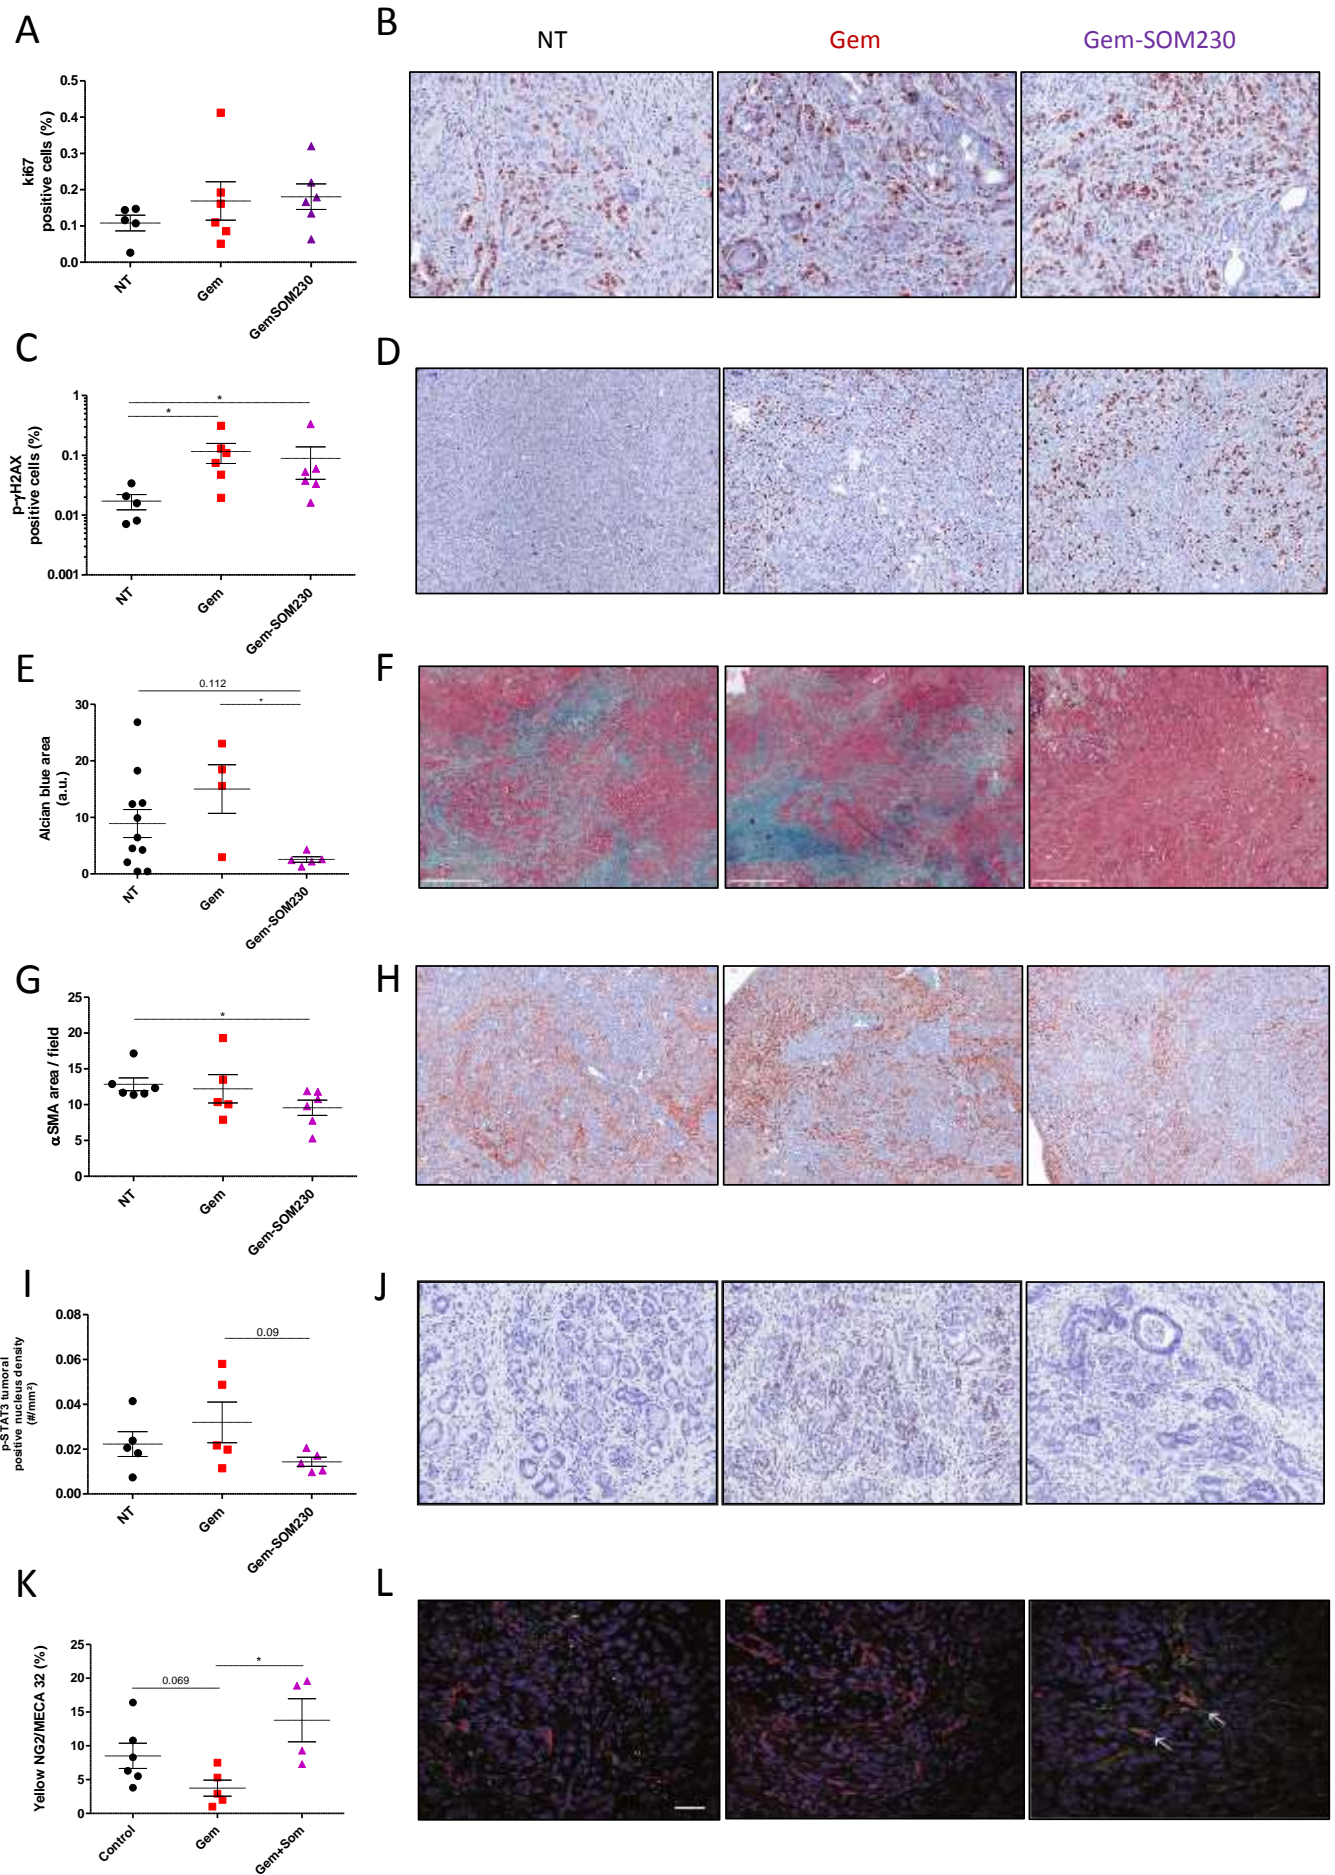 A
B
NT
Gem
Gem-SOM230
ki67
positive cells (%)
0.5
0.4
0.3
0.2
0.1
0.0
NT
Gem
GemSOM230
C
D
p-γH2AX
positive cells (%)
1
0.1
0.01
0.001
*
*
NT
Gem
Gem-SOM230
E
F
Alcian blue area
(a.u.)
30
20
10
0
0.112
*
NT
Gem
Gem-SOM230
G
H
αSMA area / field
25
20
15
10
5
0
*
NT
Gem
Gem-SOM230
I
J
p-STAT3 tumoral
positive nucleus density
(#/mm²)
0.08
0.06
0.04
0.02
0.00
0.09
NT
Gem
Gem-SOM230
K
L
Yellow NG2/MECA 32 (%)
25
20
15
10
5
0
0.069
*
Control
Gem
Gem+Som